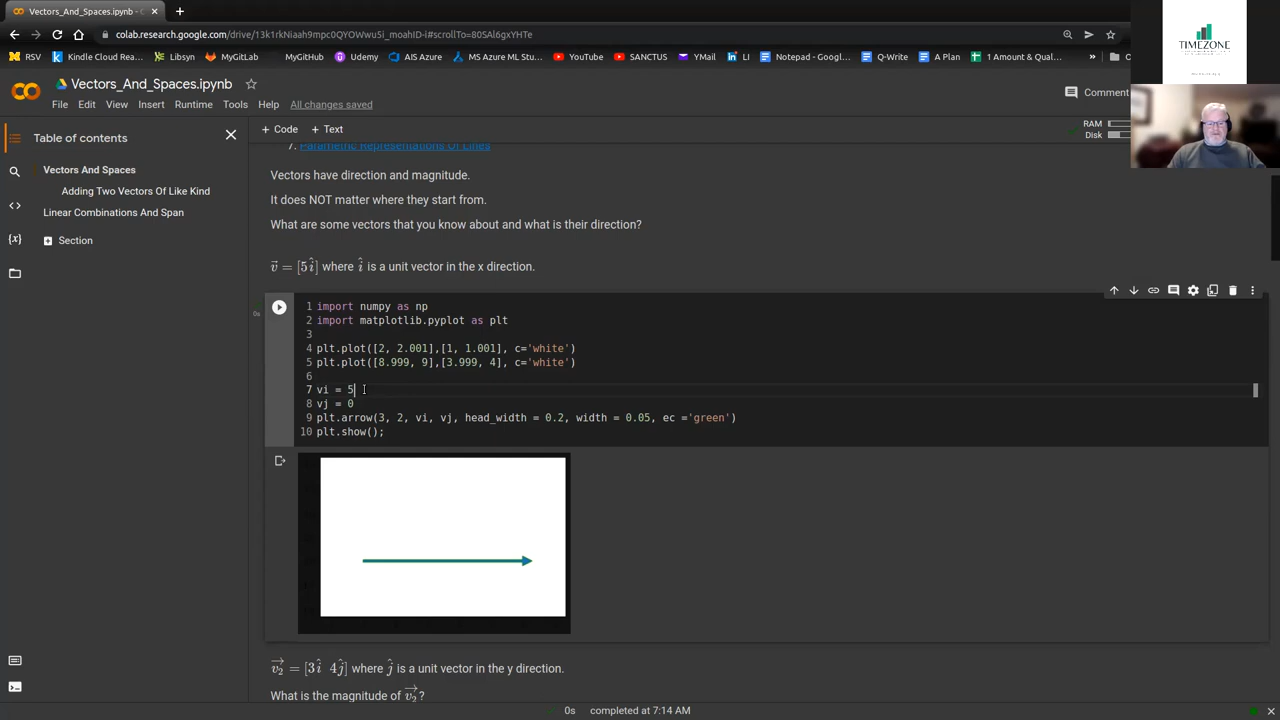 Vectors_And_Spaces.ipynb - C
colab.research.google.com/drive/13k1rkNiaah9mpc0QYOWwu5i_moahID-i#scrollTo=80SAl6gxYHTe
RSV Kindle Cloud Rea... Libsyn MyGitLab MyGitHub Udemy AIS Azure MS Azure ML Stu... YouTube SANCTUS YMail LI Notepad - Googl... Q-Write A Plan 1 Amount & Qual... » O
TIMEZONE
Vectors_And_Spaces.ipynb
File Edit View Insert Runtime Tools Help All changes saved
Comment
Table of contents
+ Code + Text
RAM
Disk
7. Parametric Representations Of Lines
Vectors And Spaces
Adding Two Vectors Of Like Kind
Linear Combinations And Span
Section
Vectors have direction and magnitude.
It does NOT matter where they start from.
What are some vectors that you know about and what is their direction?
v⃗ = [5î] where î is a unit vector in the x direction.
0s
1 import numpy as np
2 import matplotlib.pyplot as plt
3
4 plt.plot([2, 2.001],[1, 1.001], c='white')
5 plt.plot([8.999, 9],[3.999, 4], c='white')
6
7 vi = 5
8 vj = 0
9 plt.arrow(3, 2, vi, vj, head_width = 0.2, width = 0.05, ec ='green')
10 plt.show();
v₂⃗ = [3î 4ĵ] where ĵ is a unit vector in the y direction.
What is the magnitude of v₂⃗?
0s completed at 7:14 AM